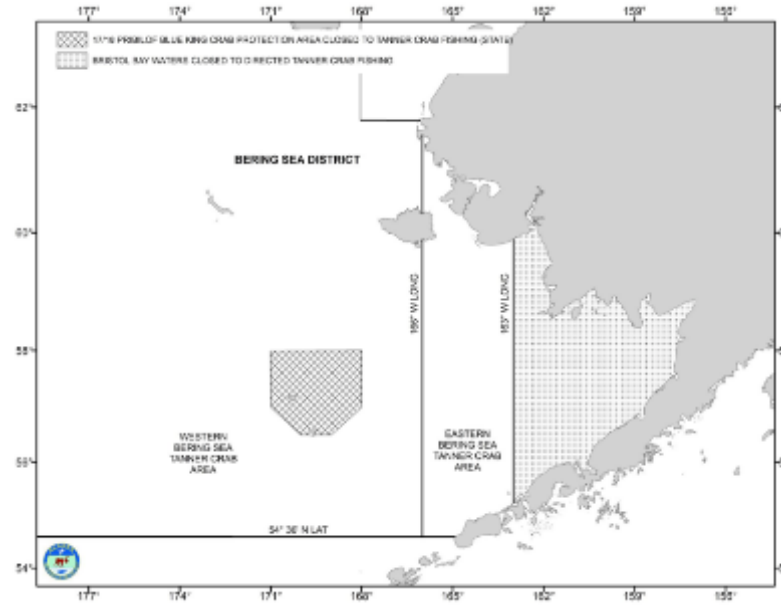 177° 174° 171° 168° 165° 162° 159° 156°
17/18 PRIBILOF BLUE KING CRAB PROTECTION AREA CLOSED TO TANNER CRAB FISHING (STATE)
BRISTOL BAY WATERS CLOSED TO DIRECTED TANNER CRAB FISHING
62°
BERING SEA DISTRICT
60°
166° W LONG
163° W LONG
58°
WESTERN
BERING SEA
TANNER CRAB
AREA
EASTERN
BERING SEA
TANNER CRAB
AREA
56°
54° 36' N LAT
54°
177° 174° 171° 168° 165° 162° 159° 156°